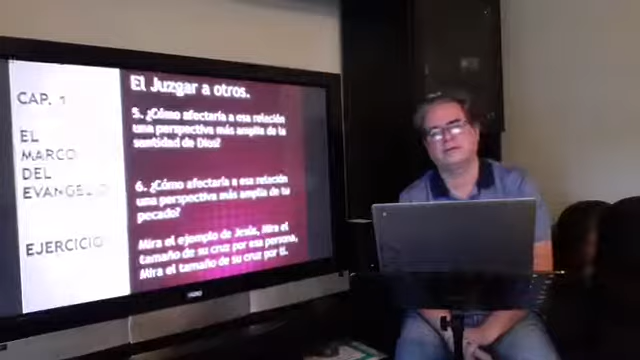 CAP. 1
EL
MARCO
DEL
EVANGELIO
EJERCICIO
El Juzgar a otros.
5. ¿Cómo afectaría a esa relación
una perspectiva más amplia de la
santidad de Dios?
6. ¿Cómo afectaría a esa relación
una perspectiva más amplia de tu
pecado?
Mira el ejemplo de Jesús, Mira el
tamaño de su cruz por esa persona,
Mira el tamaño de su cruz por ti.